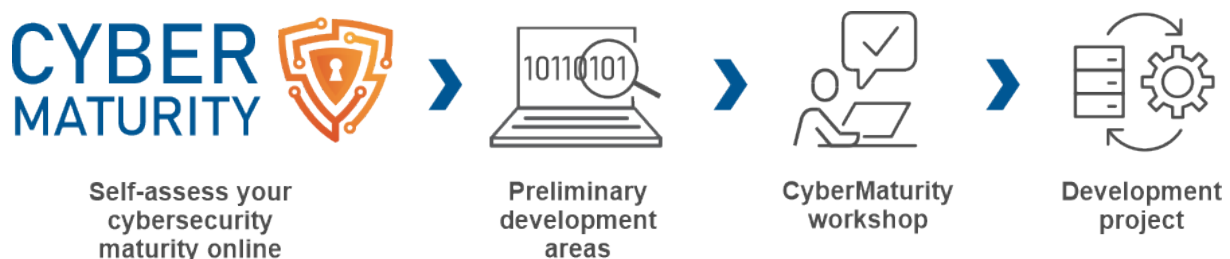 CYBER
MATURITY
10110101
Self-assess your
cybersecurity
maturity online
Preliminary
development
areas
CyberMaturity
workshop
Development
project